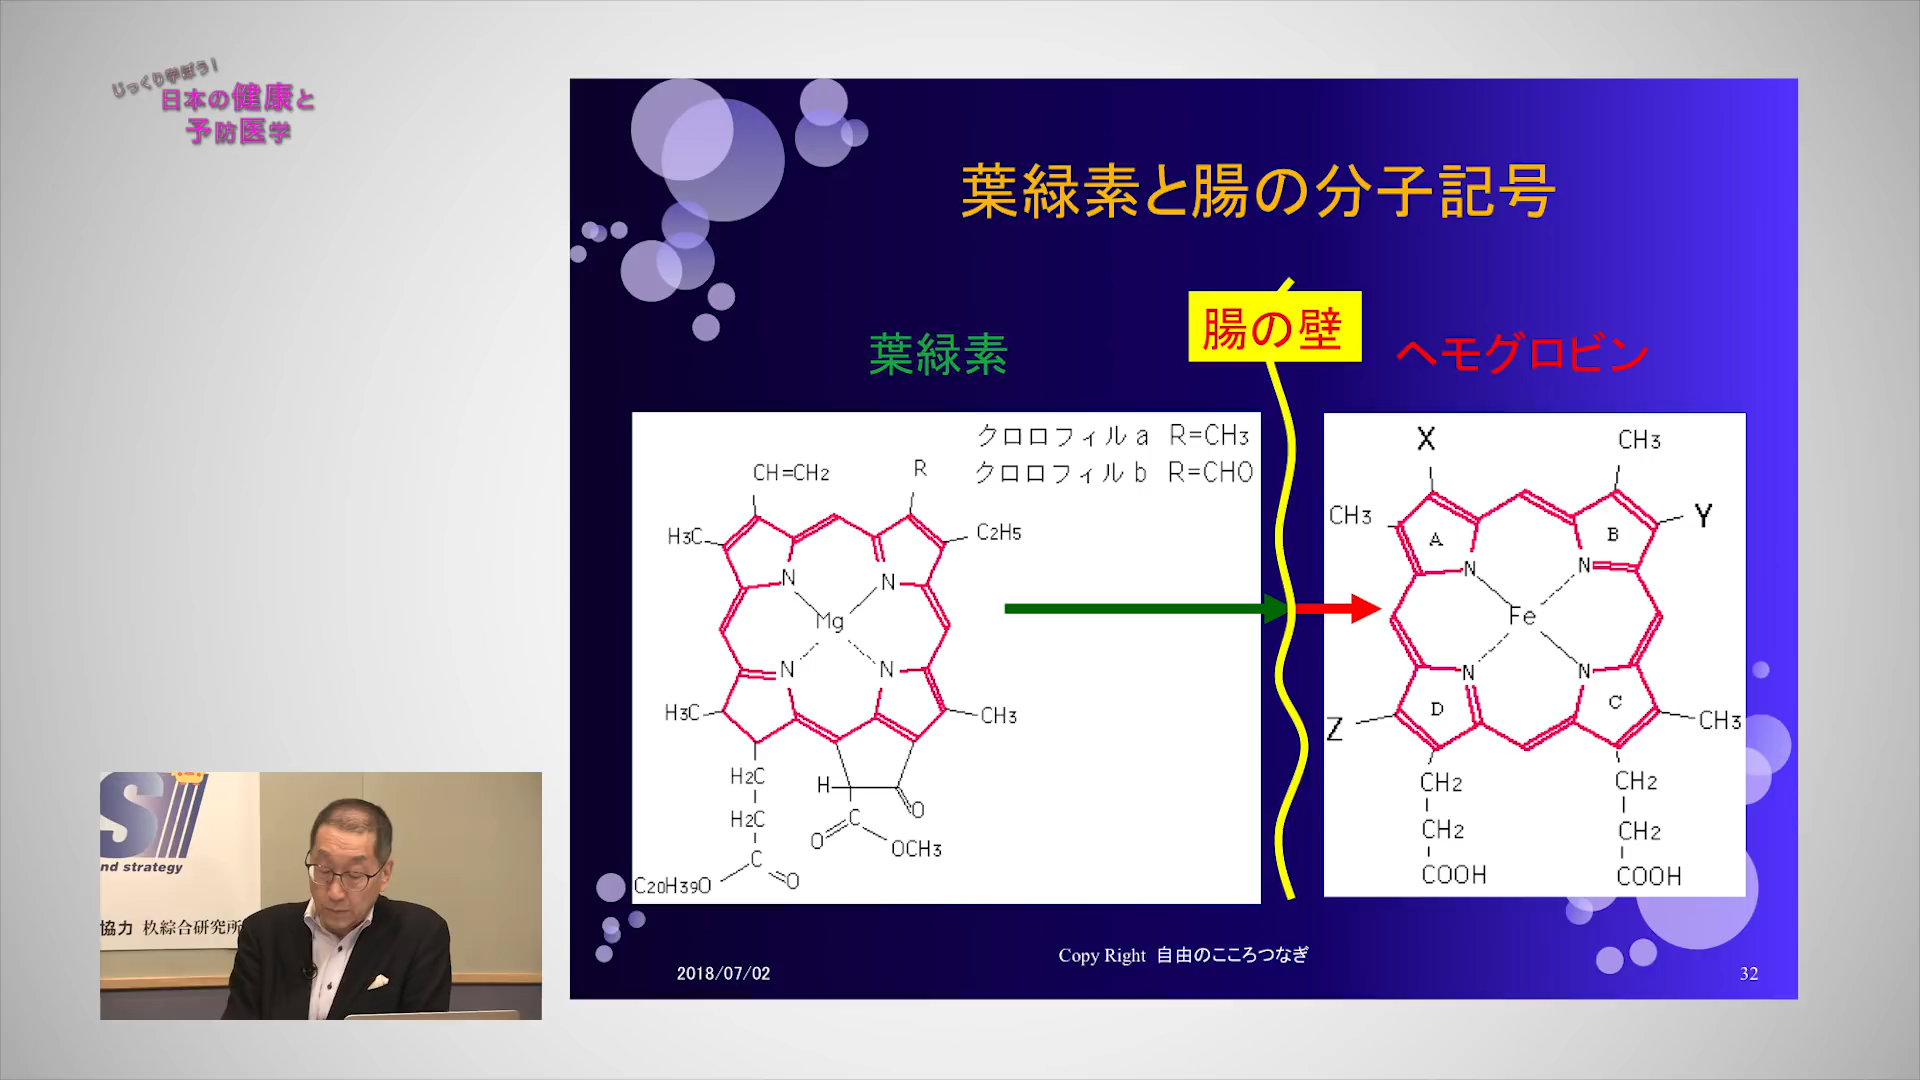 じっくり学ぼう!
日本の健康と
予防医学
葉緑素と腸の分子記号
葉緑素
腸の壁
ヘモグロビン
クロロフィル a R=CH3
クロロフィル b R=CHO
CH=CH2
R
H3C
C2H5
N
N
Mg
N
N
H3C
CH3
H2C
H
O
H2C
C
O
OCH3
C
O
C20H39O
X
CH3
CH3
Y
A
B
N
N
Fe
N
N
D
C
Z
CH3
CH2
CH2
CH2
CH2
COOH
COOH
2018/07/02
Copy Right 自由のこころつなぎ
32
S
nd strategy
協力 杦綜合研究所